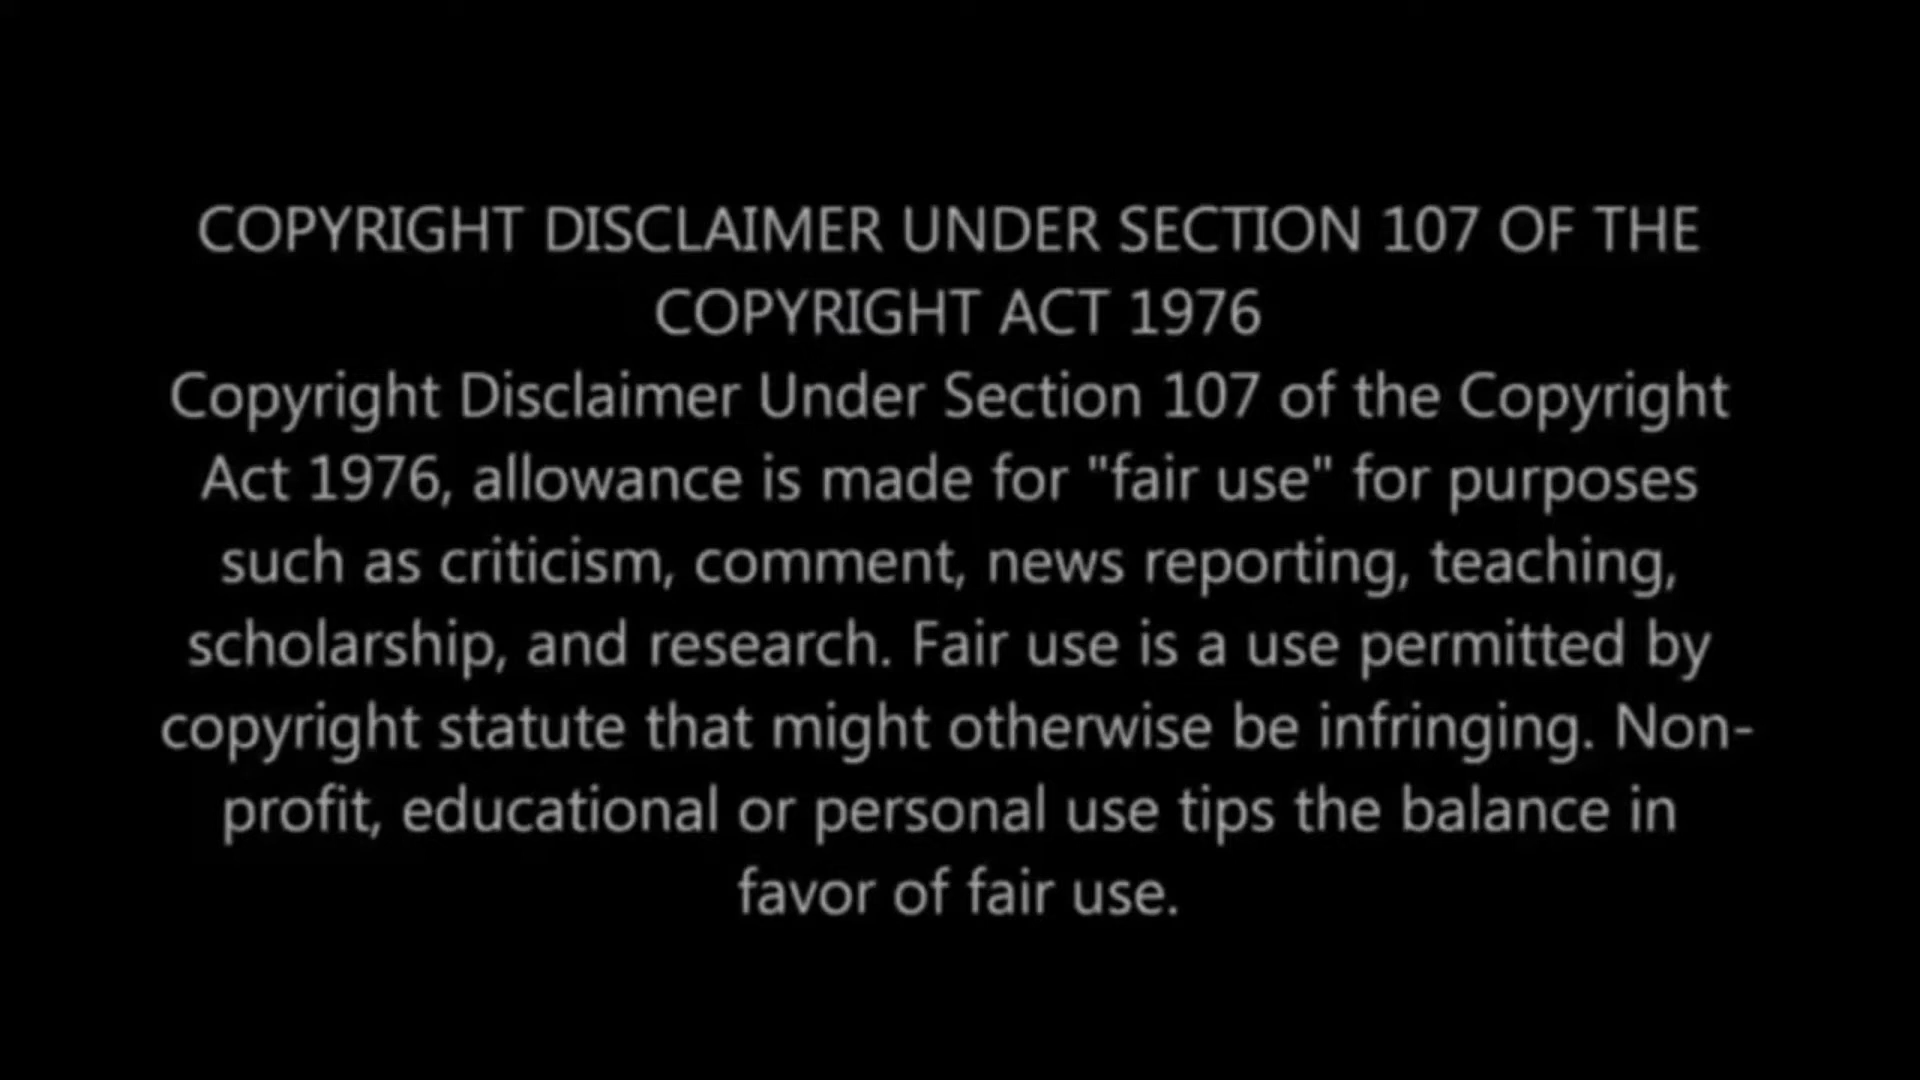 COPYRIGHT DISCLAIMER UNDER SECTION 107 OF THE
COPYRIGHT ACT 1976
Copyright Disclaimer Under Section 107 of the Copyright
Act 1976, allowance is made for "fair use" for purposes
such as criticism, comment, news reporting, teaching,
scholarship, and research. Fair use is a use permitted by
copyright statute that might otherwise be infringing. Non-
profit, educational or personal use tips the balance in
favor of fair use.